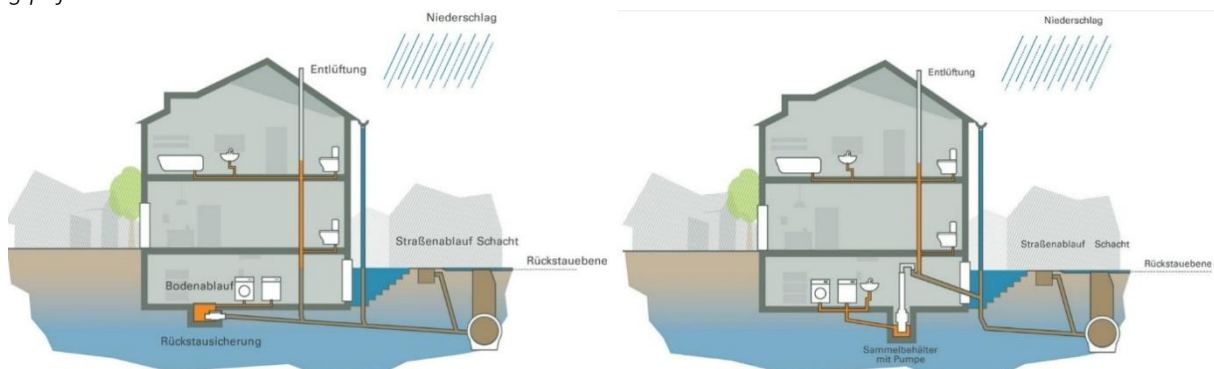 Niederschlag
Entlüftung
Straßenablauf Schacht
Rückstauebene
Bodenablauf
Rückstausicherung
Niederschlag
Entlüftung
Straßenablauf Schacht
Rückstauebene
Sammelbehälter
mit Pumpe